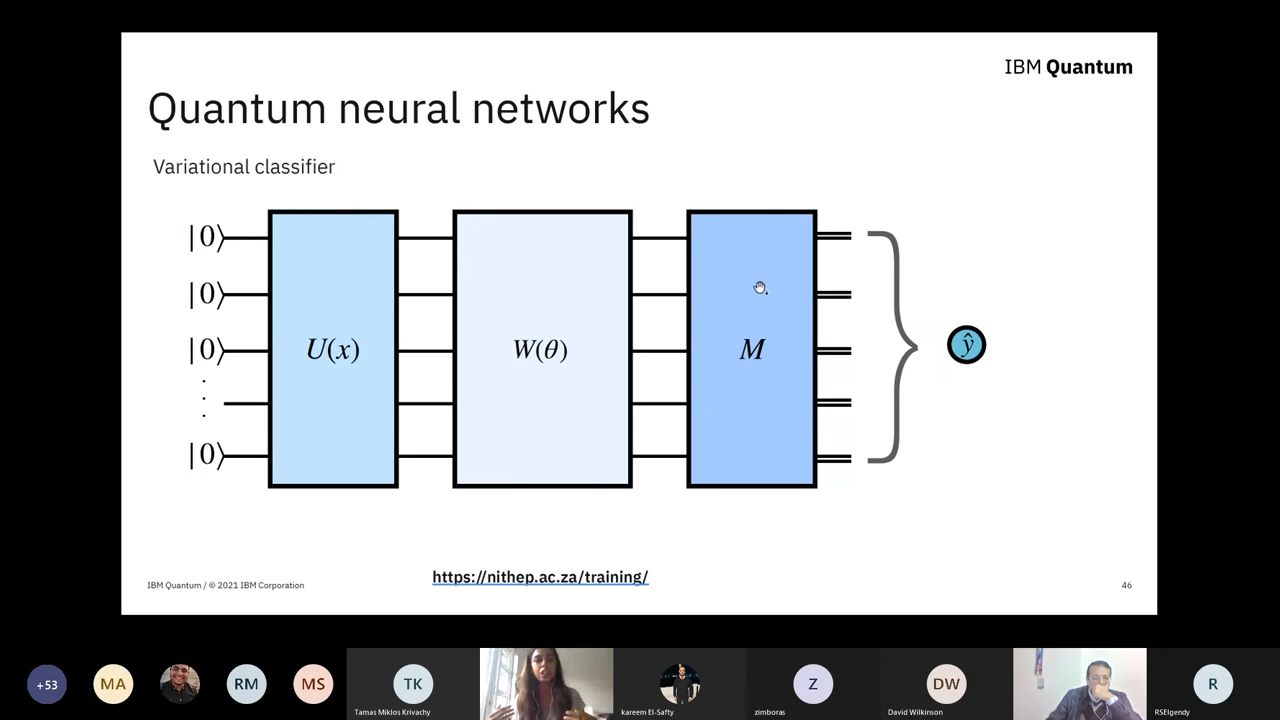 IBM Quantum
Quantum neural networks
Variational classifier
|0⟩
|0⟩
|0⟩
|0⟩
U(x)
W(θ)
M
ŷ
https://nithep.ac.za/training/
IBM Quantum / © 2021 IBM Corporation
46
+53
MA
RM
MS
TK
Z
DW
R
Tamas Miklos Krivachy
kareem El-Safty
zimboras
David Wilkinson
RSElgendy